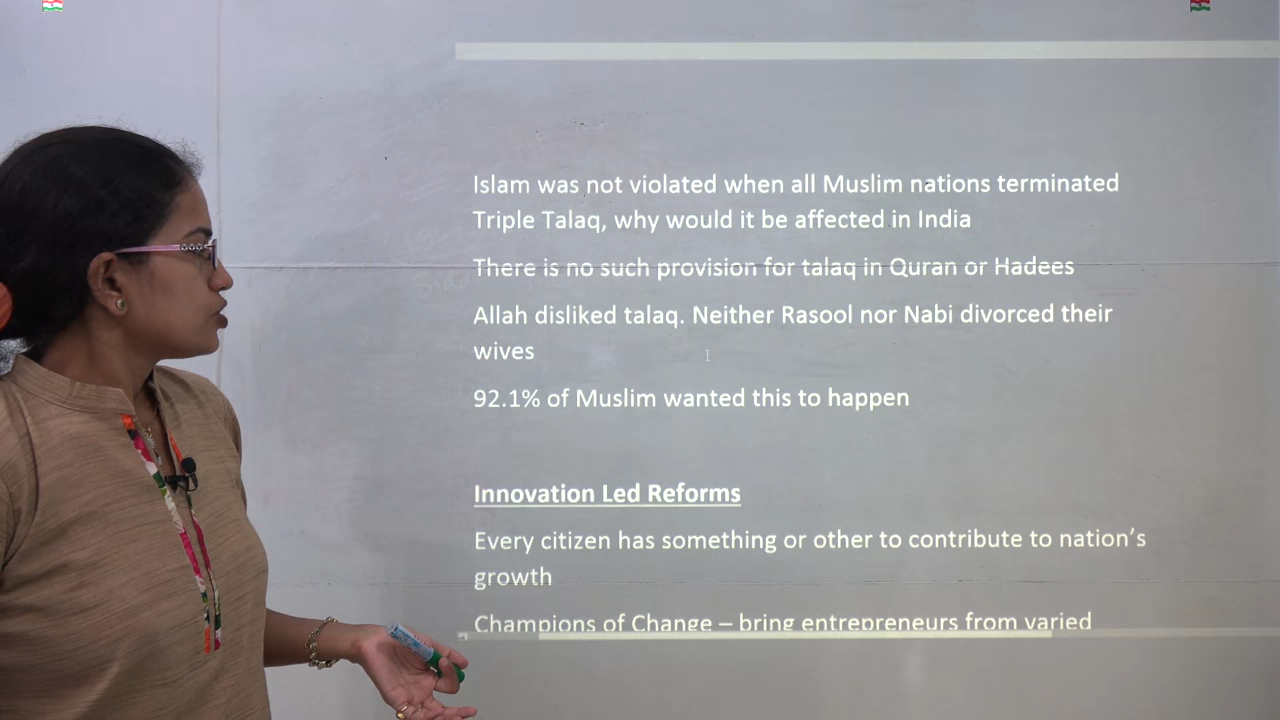 Islam was not violated when all Muslim nations terminated
Triple Talaq, why would it be affected in India
There is no such provision for talaq in Quran or Hadees
Allah disliked talaq. Neither Rasool nor Nabi divorced their
wives
92.1% of Muslim wanted this to happen
Innovation Led Reforms
Every citizen has something or other to contribute to nation’s
growth
Champions of Change – bring entrepreneurs from varied